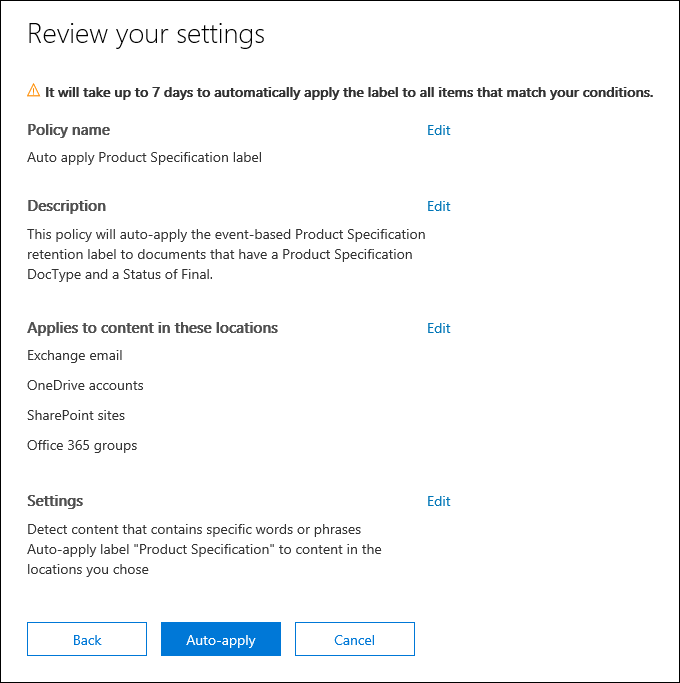 Review your settings
It will take up to 7 days to automatically apply the label to all items that match your conditions.
Policy name
Edit
Auto apply Product Specification label
Description
Edit
This policy will auto-apply the event-based Product Specification
retention label to documents that have a Product Specification
DocType and a Status of Final.
Applies to content in these locations
Edit
Exchange email
OneDrive accounts
SharePoint sites
Office 365 groups
Settings
Edit
Detect content that contains specific words or phrases
Auto-apply label "Product Specification" to content in the
locations you chose
Back
Auto-apply
Cancel